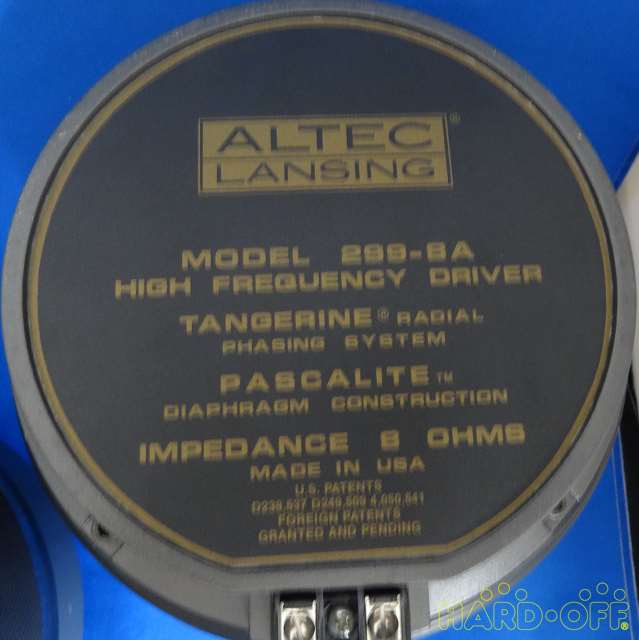 ALTEC®
LANSING
MODEL 299-8A
HIGH FREQUENCY DRIVER
TANGERINE® RADIAL
PHASING SYSTEM
PASCALITE™
DIAPHRAGM CONSTRUCTION
IMPEDANCE 8 OHMS
MADE IN USA
U.S. PATENTS
FOREIGN PATENTS
GRANTED AND PENDING
HARD·OFF®